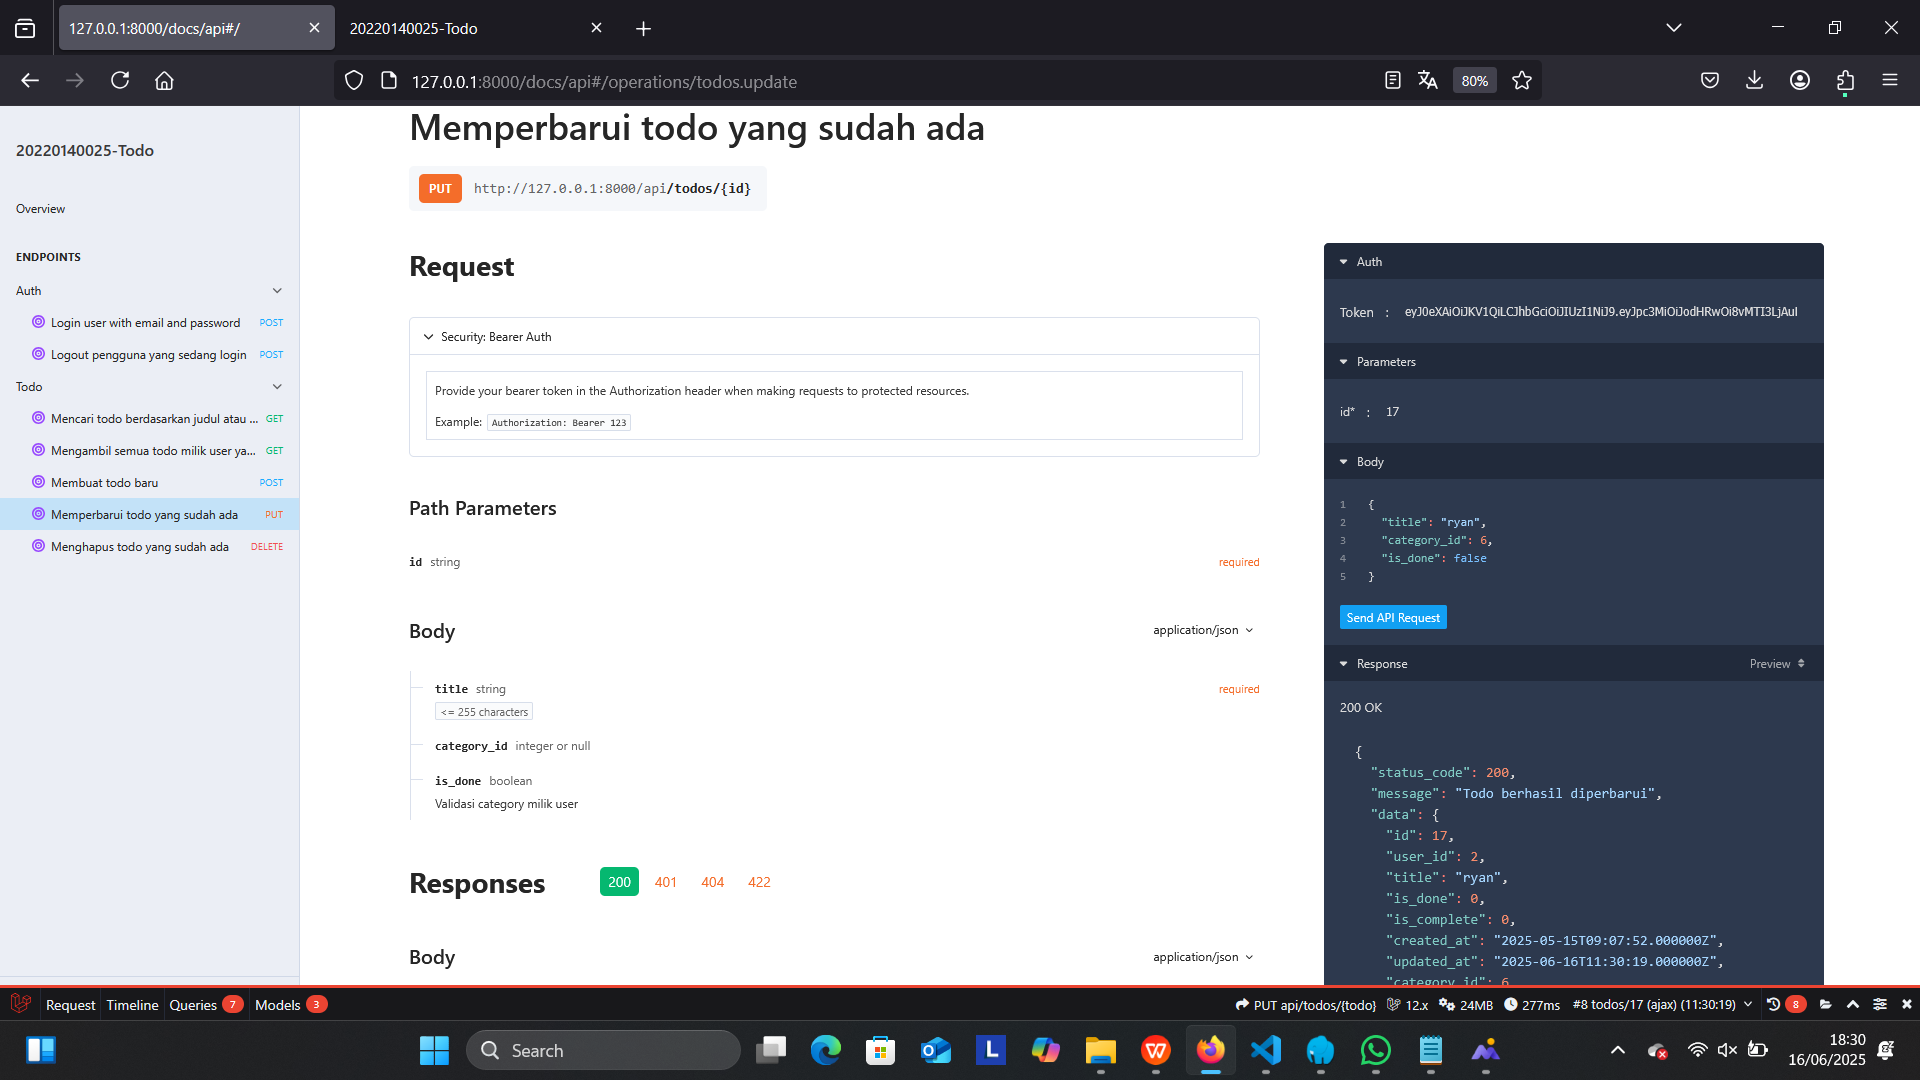 127.0.0.1:8000/docs/api#/
20220140025-Todo
127.0.0.1:8000/docs/api#/operations/todos.update
80%
20220140025-Todo
Overview
ENDPOINTS
Auth
Login user with email and password POST
Logout pengguna yang sedang login POST
Todo
Mencari todo berdasarkan judul atau ... GET
Mengambil semua todo milik user ya... GET
Membuat todo baru POST
Memperbarui todo yang sudah ada PUT
Menghapus todo yang sudah ada DELETE
Memperbarui todo yang sudah ada
PUT http://127.0.0.1:8000/api/todos/{id}
Request
Security: Bearer Auth
Provide your bearer token in the Authorization header when making requests to protected resources.
Example: Authorization: Bearer 123
Path Parameters
id string required
Body application/json
title string required
<= 255 characters
category_id integer or null
is_done boolean
Validasi category milik user
Responses 200 401 404 422
Body application/json
Auth
Token : eyJ0eXAiOiJKV1QiLCJhbGciOiJIUzI1NiJ9.eyJpc3MiOiJodHRwOi8vMTI3LjAuI
Parameters
id* : 17
Body
1 {
2 "title": "ryan",
3 "category_id": 6,
4 "is_done": false
5 }
Send API Request
Response Preview
200 OK
{
"status_code": 200,
"message": "Todo berhasil diperbarui",
"data": {
"id": 17,
"user_id": 2,
"title": "ryan",
"is_done": 0,
"is_complete": 0,
"created_at": "2025-05-15T09:07:52.000000Z",
"updated_at": "2025-06-16T11:30:19.000000Z",
"category_id": 6
Request Timeline Queries 7 Models 3 PUT api/todos/{todo} 12.x 24MB 277ms #8 todos/17 (ajax) (11:30:19) 8
Search
L
18:30
16/06/2025